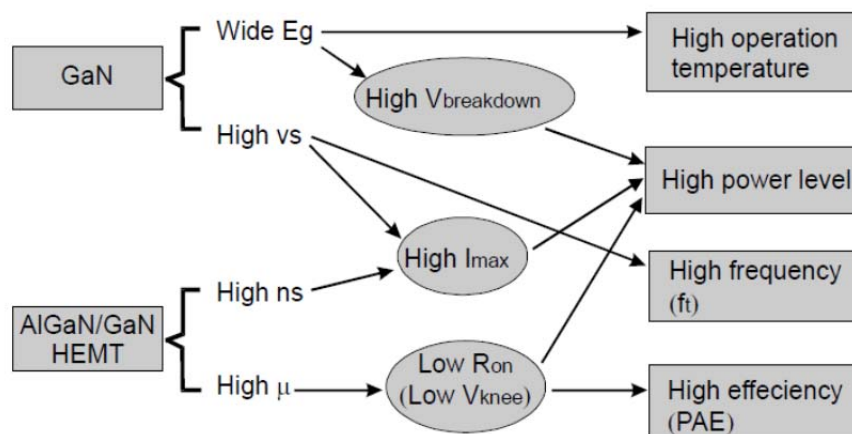 GaN
Wide Eg
High vs
High Vbreakdown
High operation
temperature
High power level
High Imax
High frequency
(ft)
AlGaN/GaN
HEMT
High ns
High μ
Low Ron
(Low Vknee)
High effeciency
(PAE)